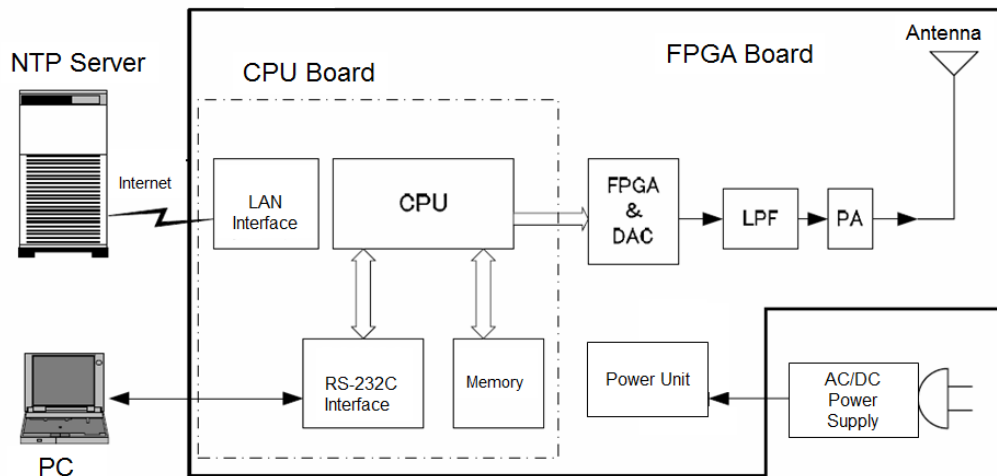 Antenna
FPGA Board
NTP Server
CPU Board
Internet
LAN
Interface
CPU
FPGA
&
DAC
LPF
PA
RS-232C
Interface
Memory
Power Unit
AC/DC
Power
Supply
PC